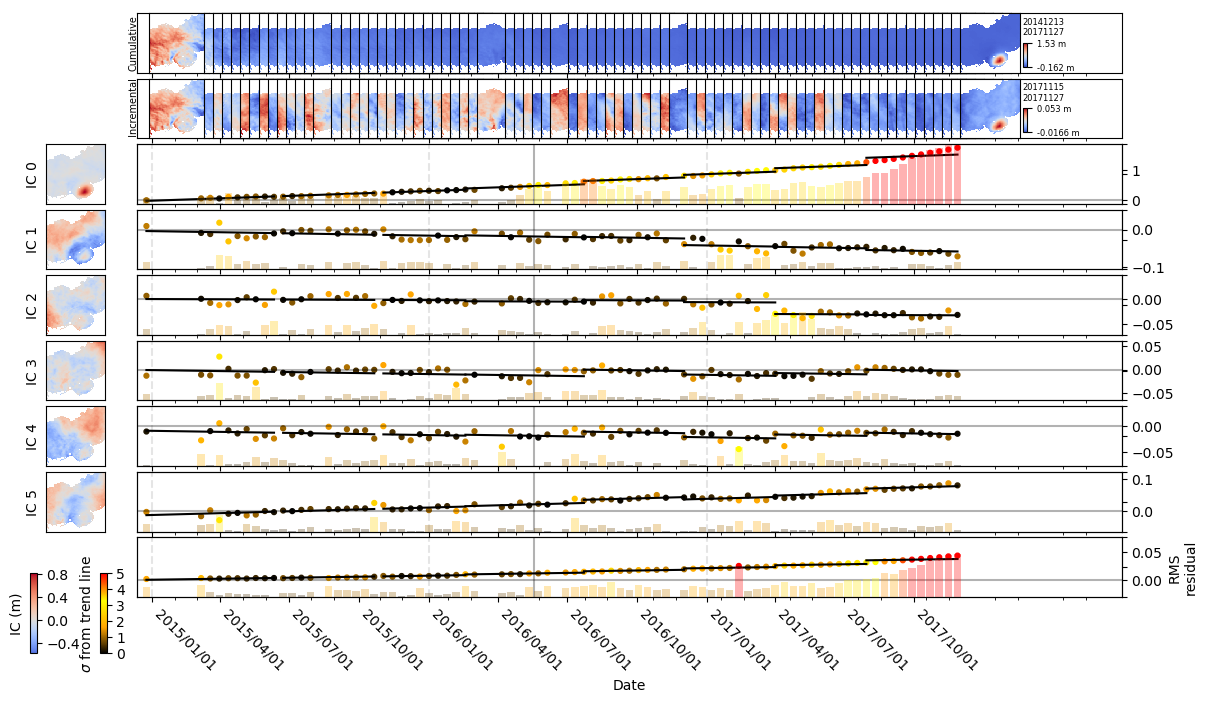 Cumulative
20141213
20171127
1.53 m
-0.162 m
Incremental
20171115
20171127
0.053 m
-0.0166 m
IC 0
1
0
IC 1
0.0
−0.1
IC 2
0.00
−0.05
IC 3
0.05
0.00
−0.05
IC 4
0.00
−0.05
IC 5
0.1
0.0
0.05
0.00
RMS
residual
IC (m)
0.8
0.4
0.0
−0.4
σ from trend line
5
4
3
2
1
0
2015/01/01
2015/04/01
2015/07/01
2015/10/01
2016/01/01
2016/04/01
2016/07/01
2016/10/01
2017/01/01
2017/04/01
2017/07/01
2017/10/01
Date